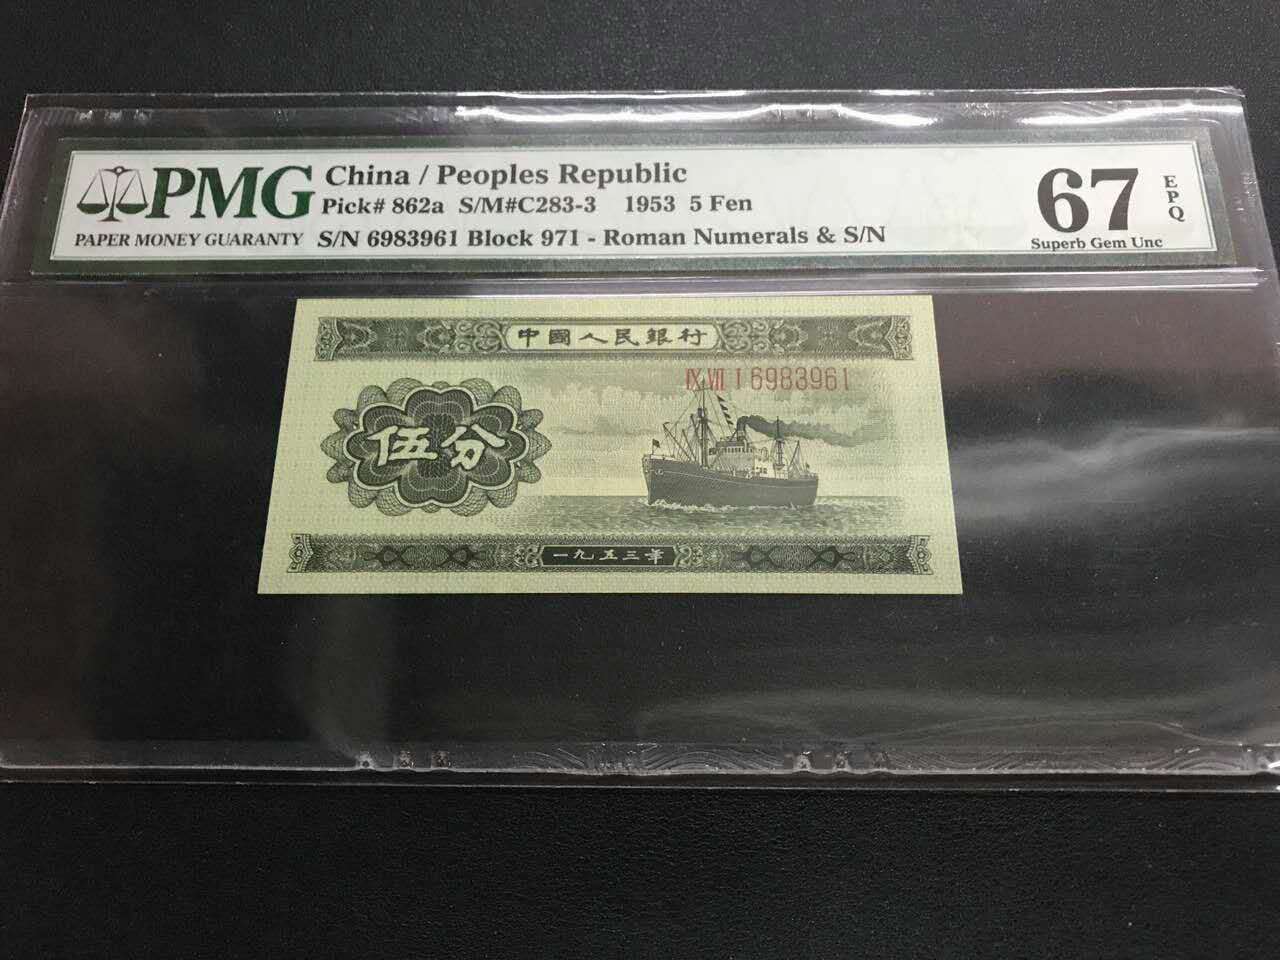 PMG
PAPER MONEY GUARANTY
China / Peoples Republic
Pick# 862a S/M#C283-3 1953 5 Fen
S/N 6983961 Block 971 - Roman Numerals & S/N
67
EPQ
Superb Gem Unc
中國人民銀行
IX VII I 6983961
伍分
一九五三年